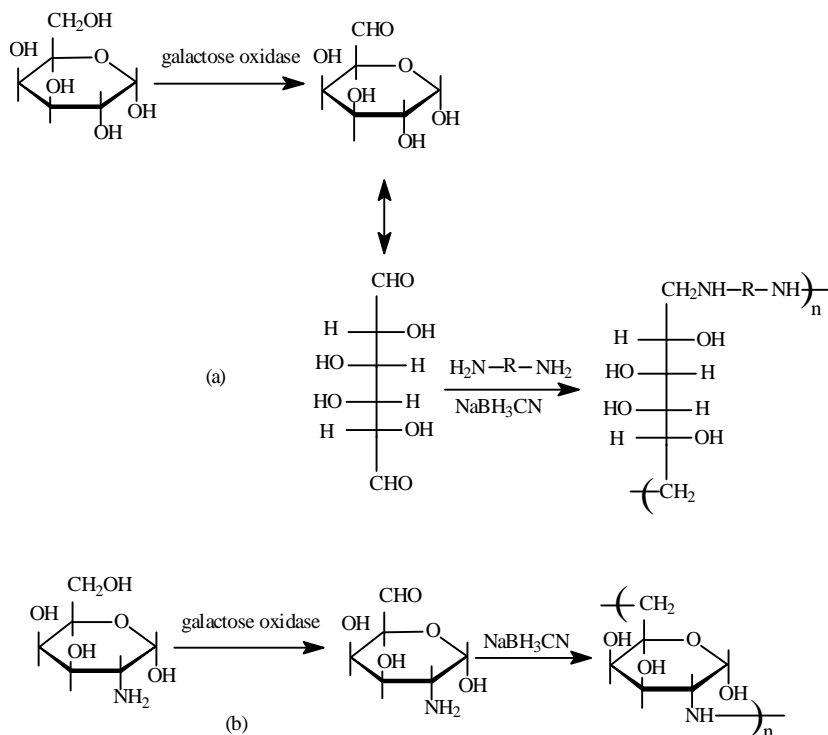 CH2OH
OH
O
OH
OH
OH
galactose oxidase
CHO
OH
O
OH
OH
OH
CHO
H
OH
HO
H
HO
H
H
OH
CHO
(a)
H2N—R—NH2
NaBH3CN
CH2NH—R—NH)n
H
OH
HO
H
HO
H
H
OH
(CH2
CH2OH
OH
O
OH
OH
NH2
galactose oxidase
CHO
OH
O
OH
OH
NH2
NaBH3CN
(CH2
OH
O
OH
OH
NH)n
(b)